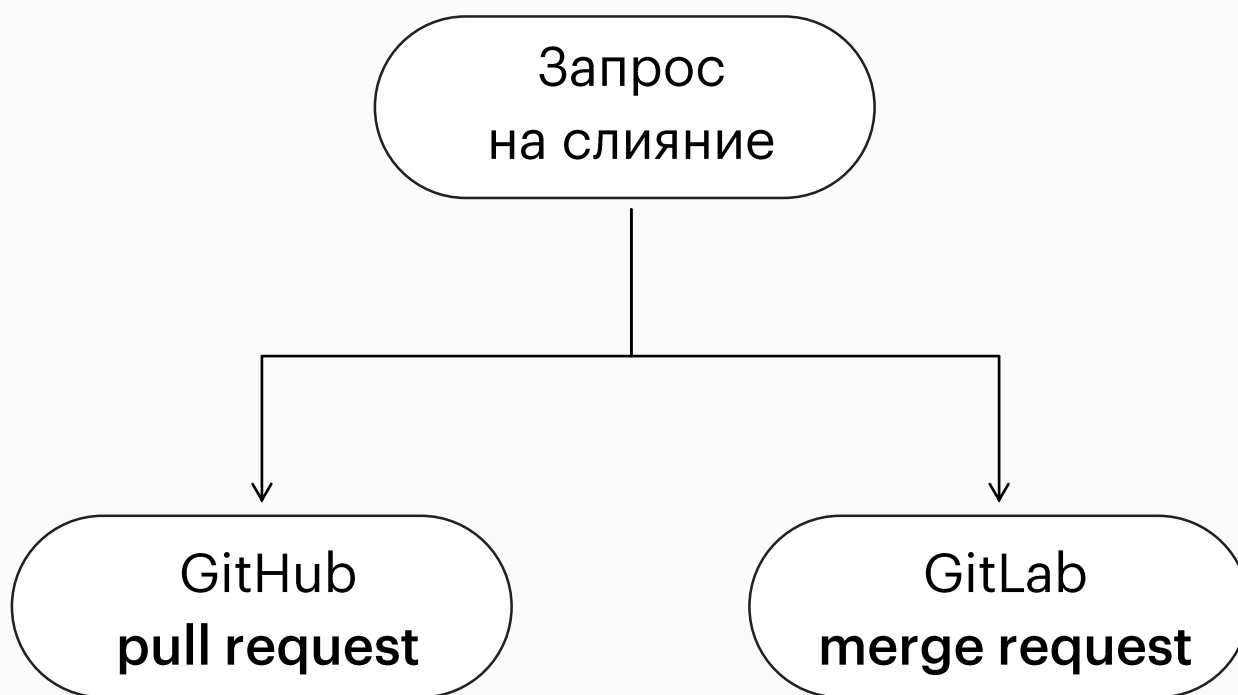 Запрос
на слияние
GitHub
pull request
GitLab
merge request